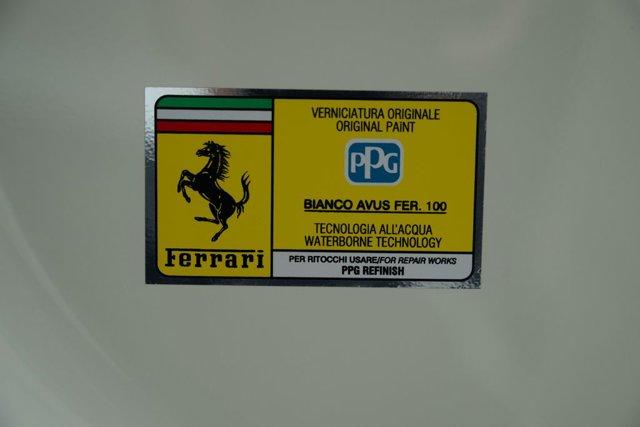 Ferrari
VERNICIATURA ORIGINALE
ORIGINAL PAINT
PPG
BIANCO AVUS FER. 100
TECNOLOGIA ALL'ACQUA
WATERBORNE TECHNOLOGY
PER RITOCCHI USARE/FOR REPAIR WORKS
PPG REFINISH